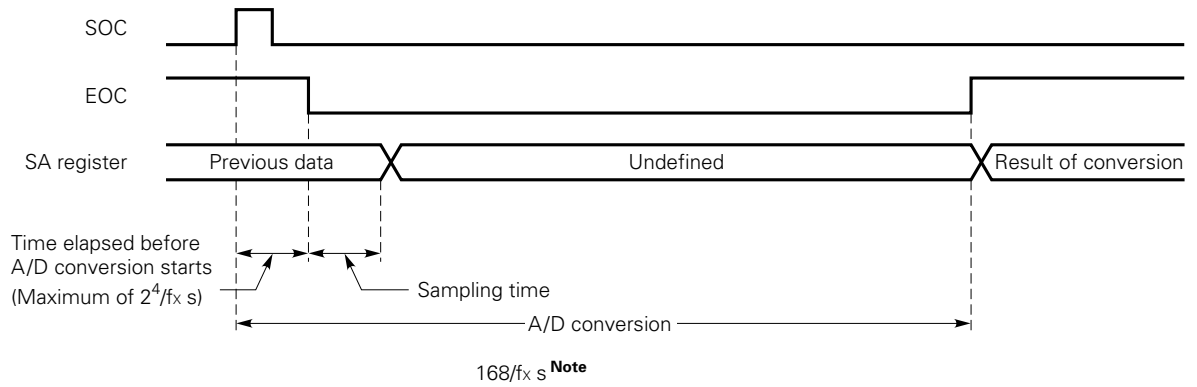 SOC
EOC
SA register
Previous data
Undefined
Result of conversion
Time elapsed before
A/D conversion starts
(Maximum of 2⁴/fx s)
Sampling time
A/D conversion
168/fx s Note